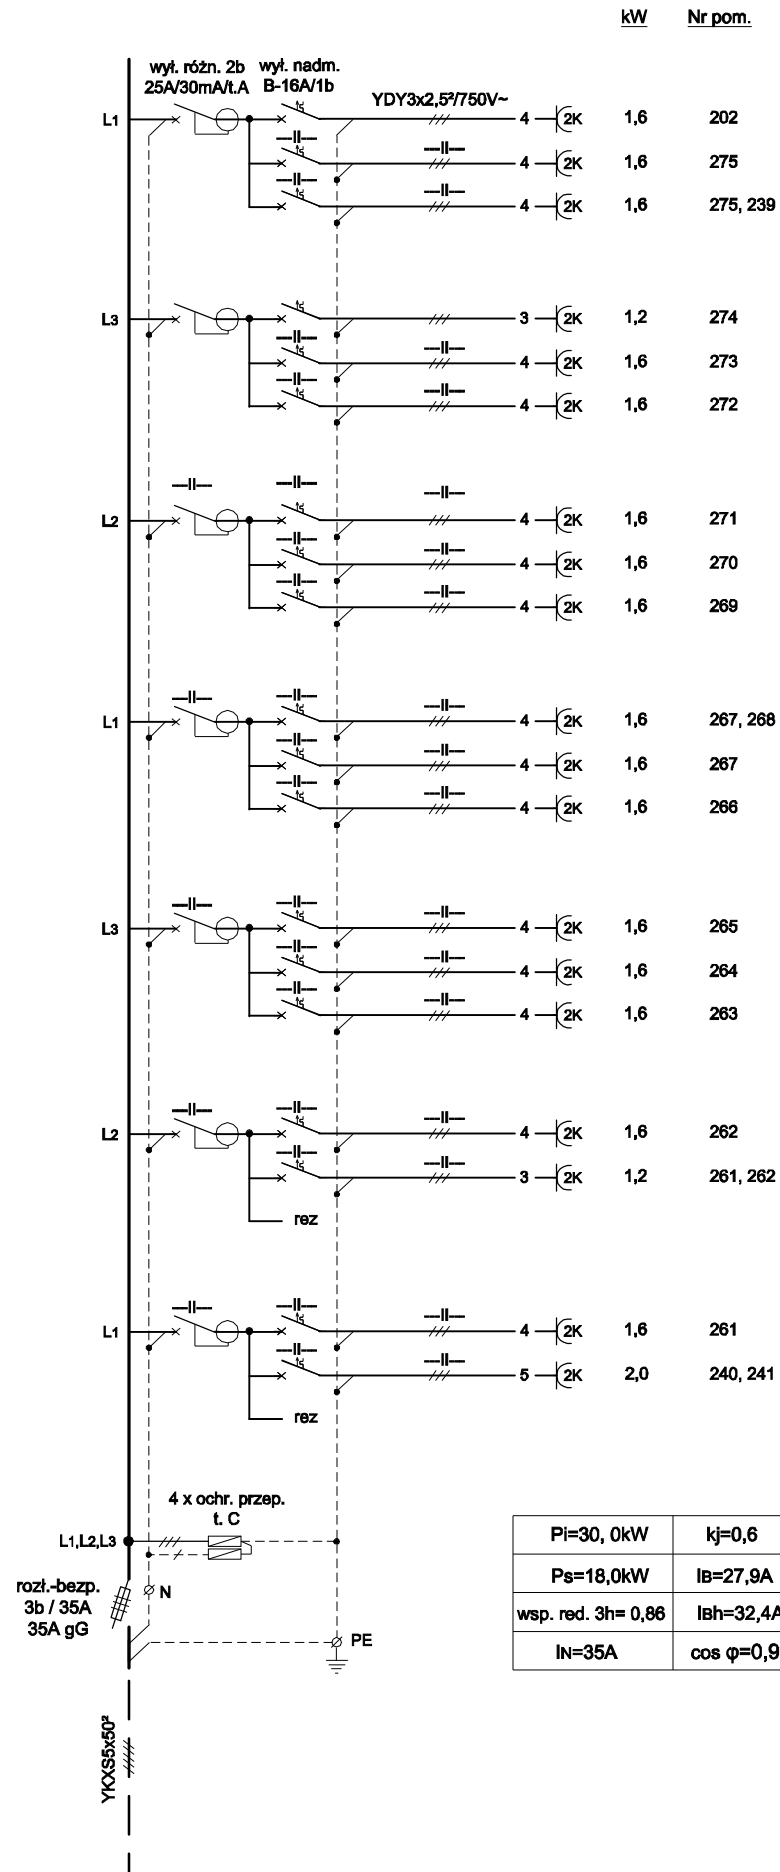 kW Nr pom.
wył. różn. 2b wył. nadm.
25A/30mA/t.A B-16A/1b
YDY3x2,5²/750V~
L1 4 2K 1,6 202
4 2K 1,6 275
4 2K 1,6 275, 239
L3 3 2K 1,2 274
4 2K 1,6 273
4 2K 1,6 272
L2 4 2K 1,6 271
4 2K 1,6 270
4 2K 1,6 269
L1 4 2K 1,6 267, 268
4 2K 1,6 267
4 2K 1,6 266
L3 4 2K 1,6 265
4 2K 1,6 264
4 2K 1,6 263
L2 4 2K 1,6 262
3 2K 1,2 261, 262
rez
L1 4 2K 1,6 261
5 2K 2,0 240, 241
rez
4 x ochr. przep.
t. C
L1,L2,L3
rozł.-bezp.
3b / 35A
35A gG
N
PE
Pi=30, 0kW kj=0,6
Ps=18,0kW IB=27,9A
wsp. red. 3h= 0,86 IBh=32,4A
IN=35A cos φ=0,9
YKXS5x50²